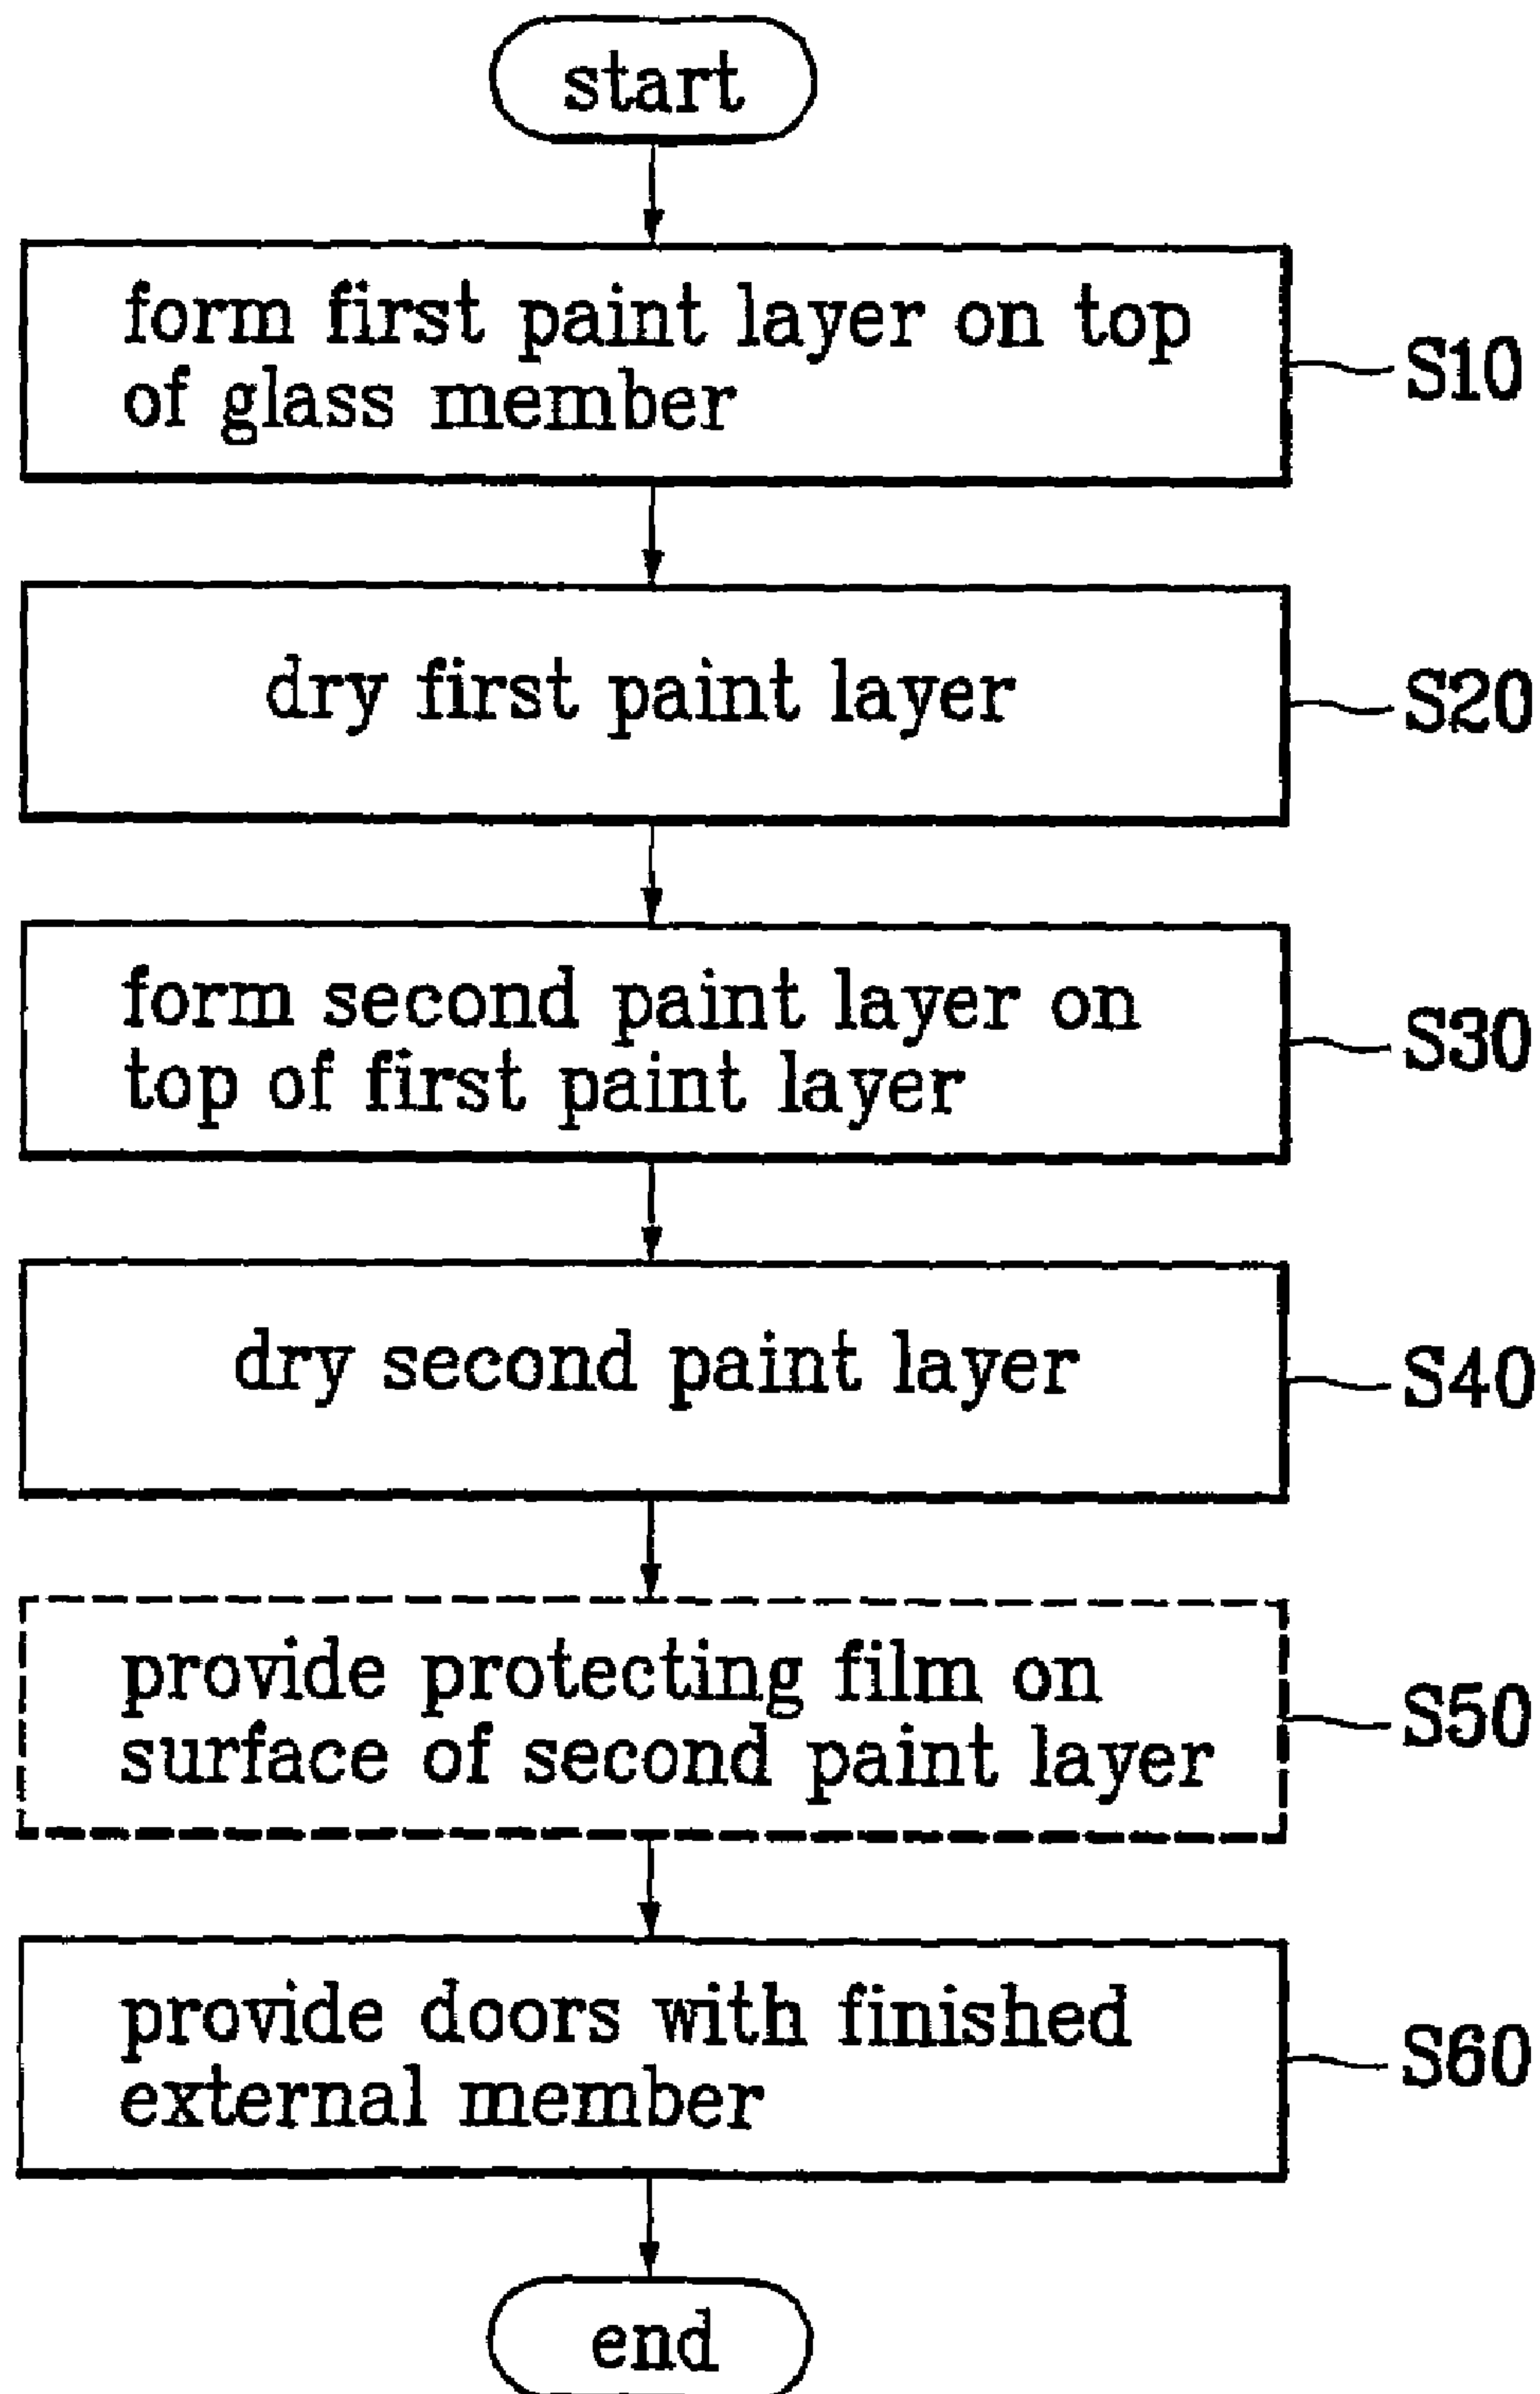 start
form first paint layer on top
of glass member
S10
dry first paint layer
S20
form second paint layer on
top of first paint layer
S30
dry second paint layer
S40
provide protecting film on
surface of second paint layer
S50
provide doors with finished
external member
S60
end